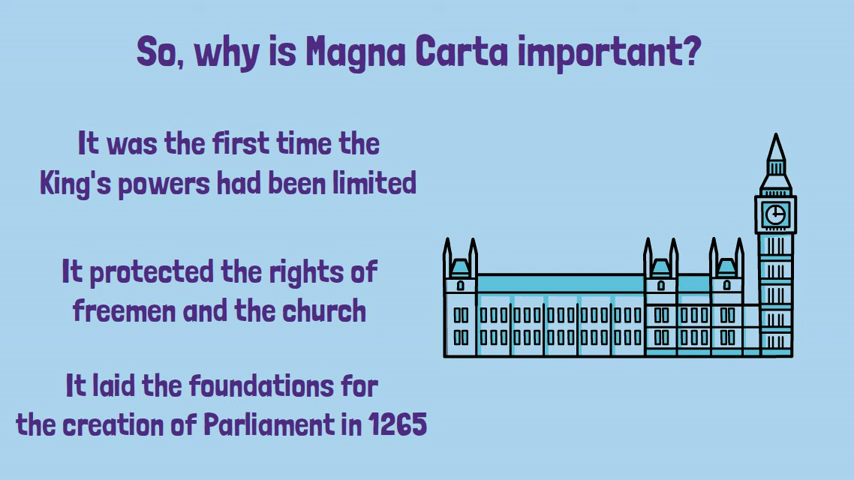 So, why is Magna Carta important?
It was the first time the
King's powers had been limited
It protected the rights of
freemen and the church
It laid the foundations for
the creation of Parliament in 1265